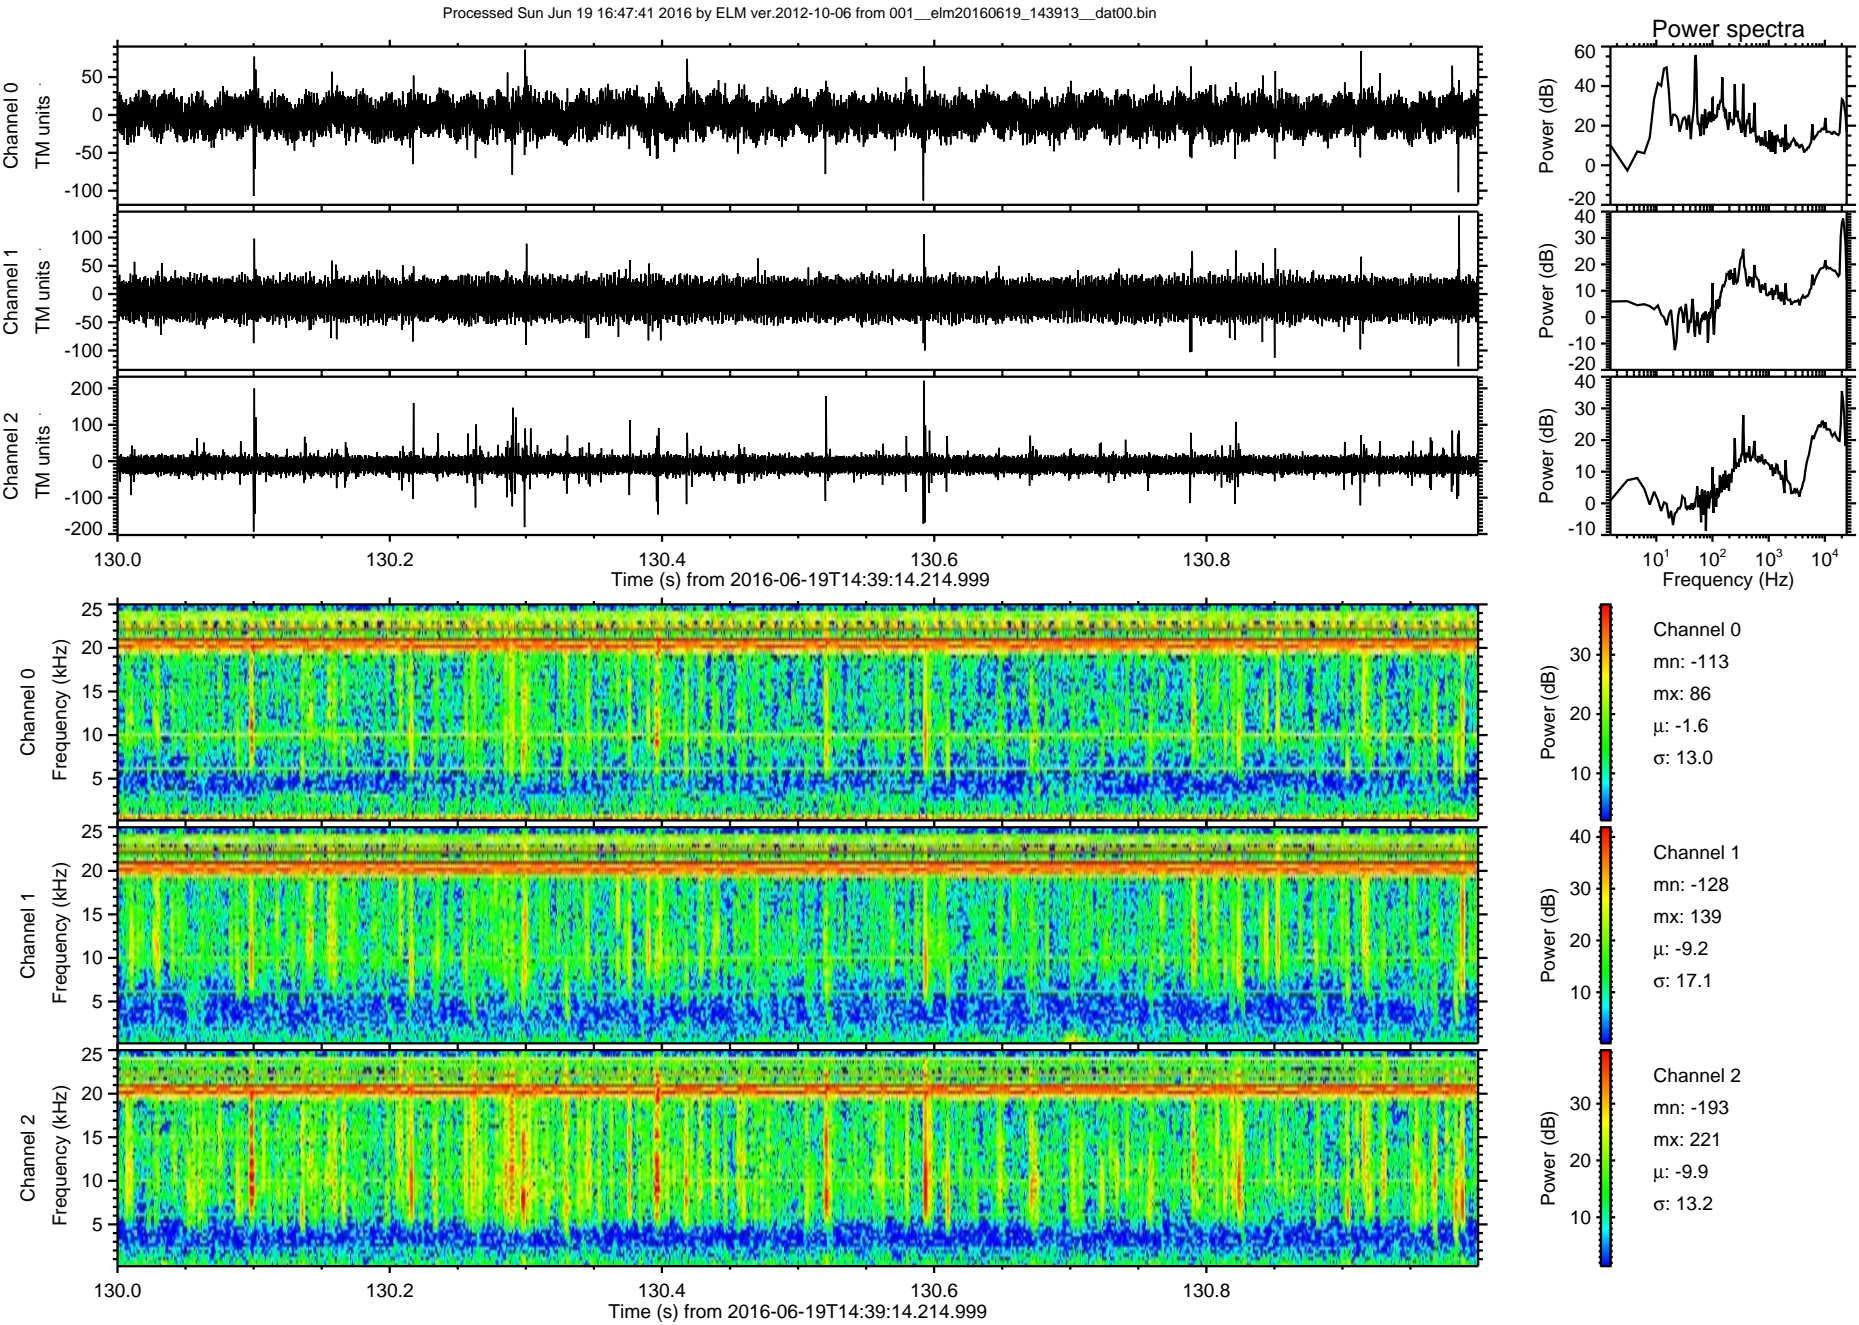 Processed Sun Jun 19 16:47:41 2016 by ELM ver.2012-10-06 from 001__elm20160619_143913__dat00.bin
Power spectra
Channel 0
TM units
50
0
-50
-100
Power (dB)
60
40
20
0
-20
Channel 1
TM units
100
50
0
-50
-100
Power (dB)
40
30
20
10
0
-10
-20
Channel 2
TM units
200
100
0
-100
-200
Power (dB)
40
30
20
10
0
-10
130.0 130.2 130.4 130.6 130.8
Time (s) from 2016-06-19T14:39:14.214.999
10¹ 10² 10³ 10⁴
Frequency (Hz)
Channel 0
Frequency (kHz)
25
20
15
10
5
Power (dB)
30
20
10
Channel 0
mn: -113
mx: 86
μ: -1.6
σ: 13.0
Channel 1
Frequency (kHz)
25
20
15
10
5
Power (dB)
40
30
20
10
Channel 1
mn: -128
mx: 139
μ: -9.2
σ: 17.1
Channel 2
Frequency (kHz)
25
20
15
10
5
Power (dB)
30
20
10
Channel 2
mn: -193
mx: 221
μ: -9.9
σ: 13.2
130.0 130.2 130.4 130.6 130.8
Time (s) from 2016-06-19T14:39:14.214.999